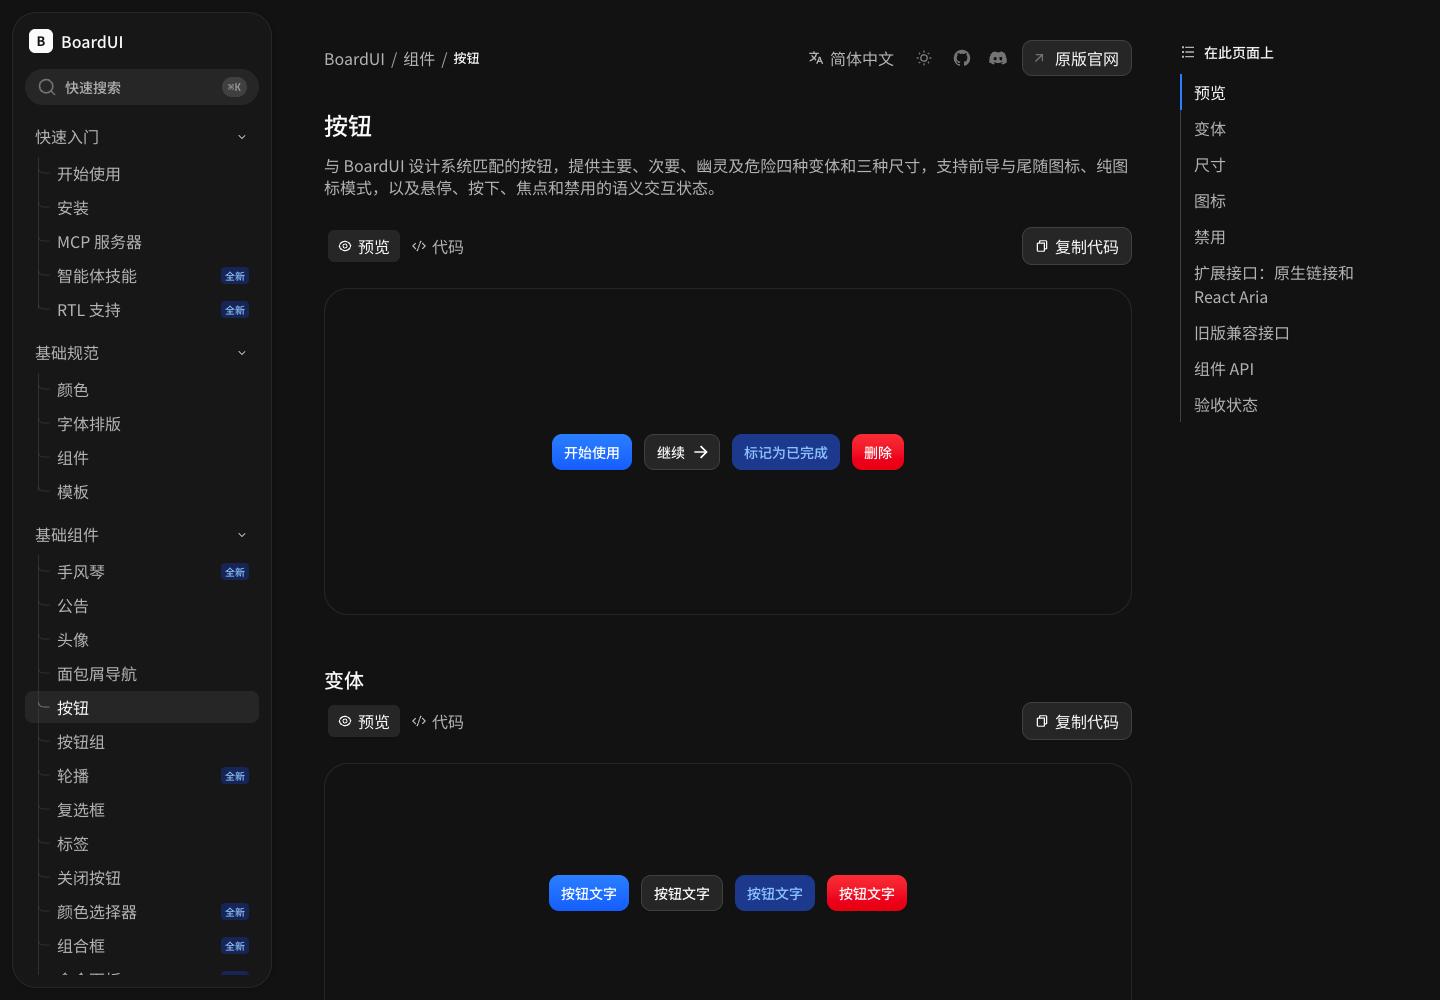 B BoardUI
快速搜索 ⌘K
快速入门
开始使用
安装
MCP 服务器
智能体技能 全新
RTL 支持 全新
基础规范
颜色
字体排版
组件
模板
基础组件
手风琴 全新
公告
头像
面包屑导航
按钮
按钮组
轮播 全新
复选框
标签
关闭按钮
颜色选择器 全新
组合框 全新
BoardUI / 组件 / 按钮
简体中文
原版官网
按钮
与 BoardUI 设计系统匹配的按钮，提供主要、次要、幽灵及危险四种变体和三种尺寸，支持前导与尾随图标、纯图
标模式，以及悬停、按下、焦点和禁用的语义交互状态。
预览 代码 复制代码
开始使用 继续 标记为已完成 删除
变体
预览 代码 复制代码
按钮文字 按钮文字 按钮文字 按钮文字
在此页面上
预览
变体
尺寸
图标
禁用
扩展接口：原生链接和
React Aria
旧版兼容接口
组件 API
验收状态